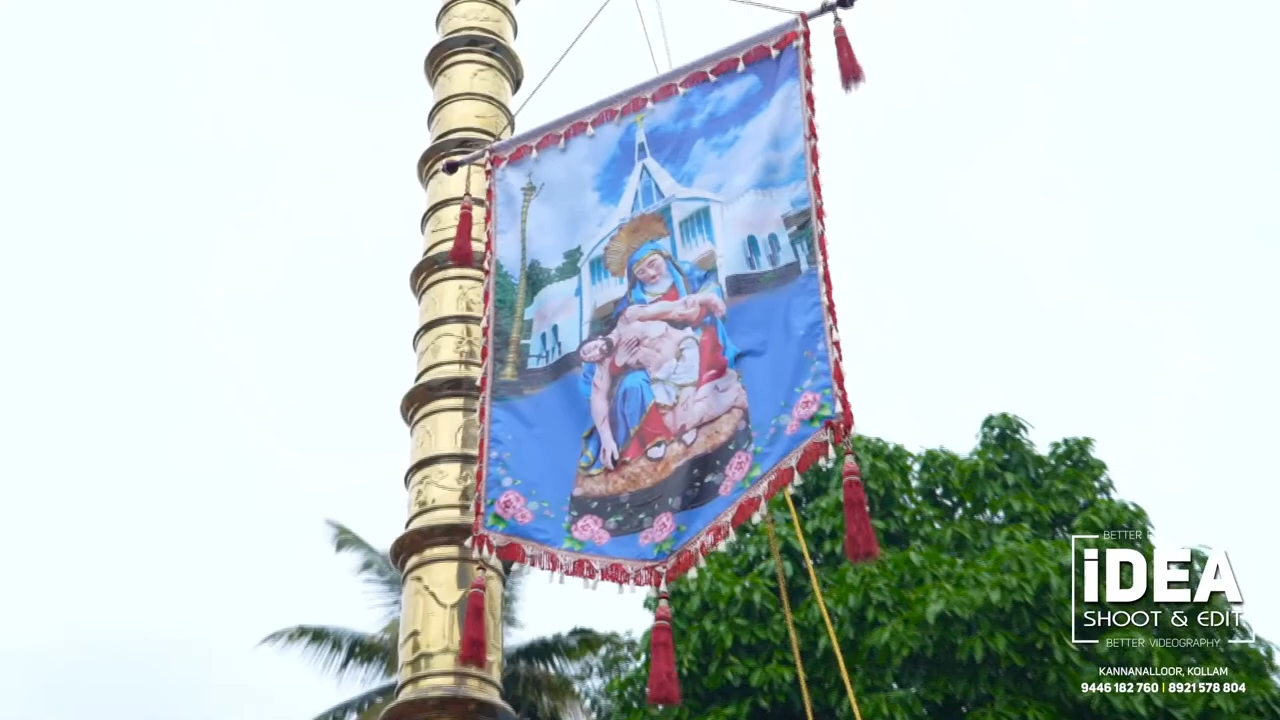 BETTER
iDEA
SHOOT & EDIT
BETTER VIDEOGRAPHY
KANNANALLOOR, KOLLAM
9446 182 760 | 8921 578 804